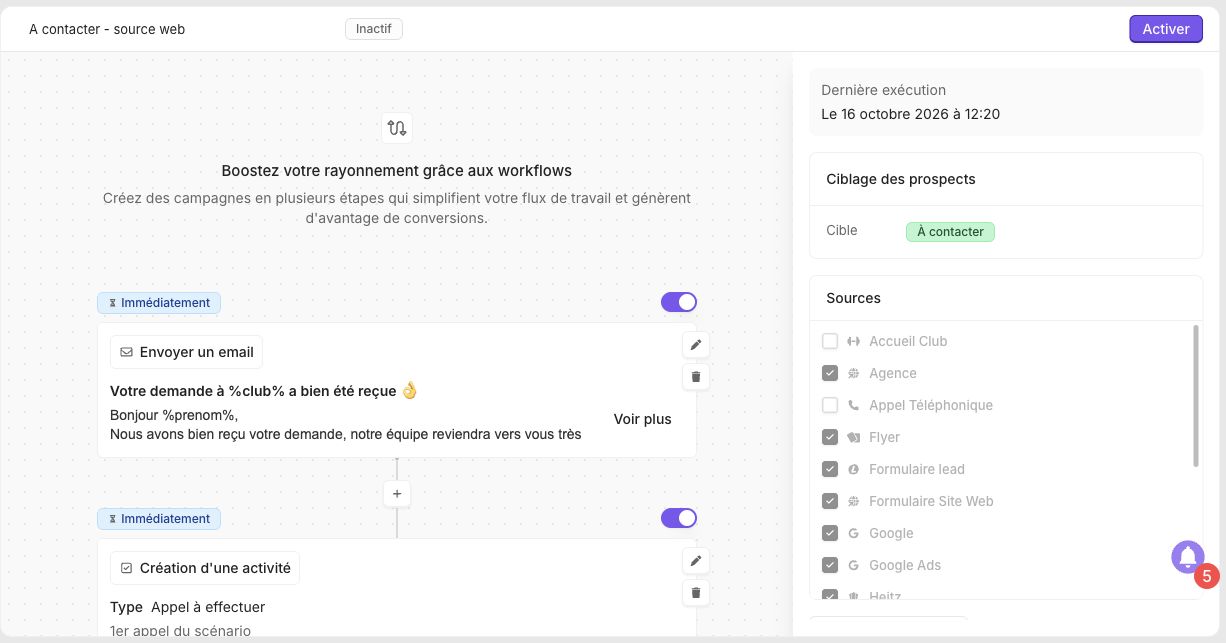 A contacter - source web
Inactif
Activer
Boostez votre rayonnement grâce aux workflows
Créez des campagnes en plusieurs étapes qui simplifient votre flux de travail et génèrent
d'avantage de conversions.
Immédiatement
Envoyer un email
Votre demande à %club% a bien été reçue 👌
Bonjour %prenom%,
Nous avons bien reçu votre demande, notre équipe reviendra vers vous très
Voir plus
+
Immédiatement
Création d'une activité
Type Appel à effectuer
1er appel du scénario
Dernière exécution
Le 16 octobre 2026 à 12:20
Ciblage des prospects
Cible
À contacter
Sources
Accueil Club
Agence
Appel Téléphonique
Flyer
Formulaire lead
Formulaire Site Web
Google
Google Ads
Heitz
5